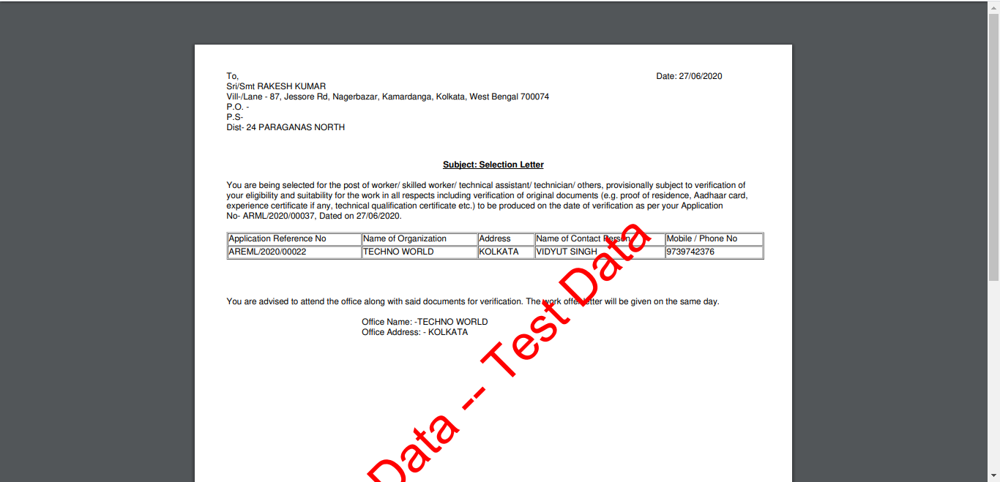 To,
Date: 27/06/2020
Sri/Smt RAKESH KUMAR
Vill-/Lane - 87, Jessore Rd, Nagerbazar, Kamardanga, Kolkata, West Bengal 700074
P.O. -
P.S-
Dist- 24 PARAGANAS NORTH
Subject: Selection Letter
You are being selected for the post of worker/ skilled worker/ technical assistant/ technician/ others, provisionally subject to verification of
your eligibility and suitability for the work in all respects including verification of original documents (e.g. proof of residence, Aadhaar card,
experience certificate if any, technical qualification certificate etc.) to be produced on the date of verification as per your Application
No- ARML/2020/00037, Dated on 27/06/2020.
Application Reference No Name of Organization Address Name of Contact Person Mobile / Phone No
AREML/2020/00022 TECHNO WORLD KOLKATA VIDYUT SINGH 9739742376
You are advised to attend the office along with said documents for verification. The work offer letter will be given on the same day.
Office Name: -TECHNO WORLD
Office Address: - KOLKATA
Data -- Test Data